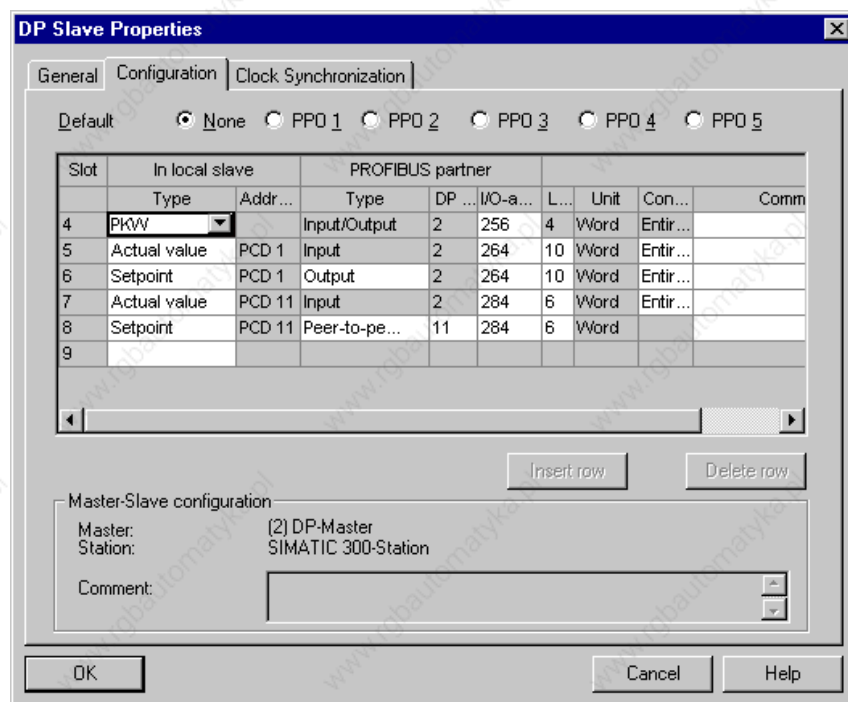 DP Slave Properties
General Configuration Clock Synchronization
Default None PPO 1 PPO 2 PPO 3 PPO 4 PPO 5
Slot In local slave PROFIBUS partner
Type Addr... Type DP ... I/O-a... L... Unit Con... Comm
4 PKW Input/Output 2 256 4 Word Entir...
5 Actual value PCD 1 Input 2 264 10 Word Entir...
6 Setpoint PCD 1 Output 2 264 10 Word Entir...
7 Actual value PCD 11 Input 2 284 6 Word Entir...
8 Setpoint PCD 11 Peer-to-pe... 11 284 6 Word
9
Insert row Delete row
Master-Slave configuration
Master: (2) DP-Master
Station: SIMATIC 300-Station
Comment:
OK Cancel Help
www.rgbautomatyka.pl